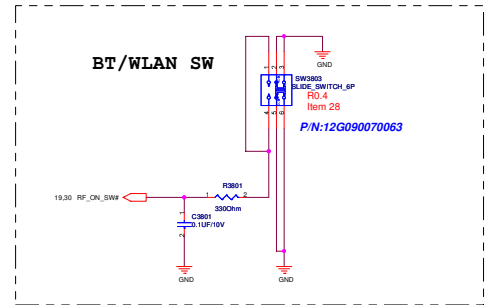 1
2
3
GND
BT/WLAN SW
SW3803
SLIDE_SWITCH_6P
R0.4
Item 28
4
5
6
P/N:12G090070063
19,30 RF_ON_SW#
1
R3801
2
330Ohm
1
C3801
0.1UF/10V
2
GND
GND